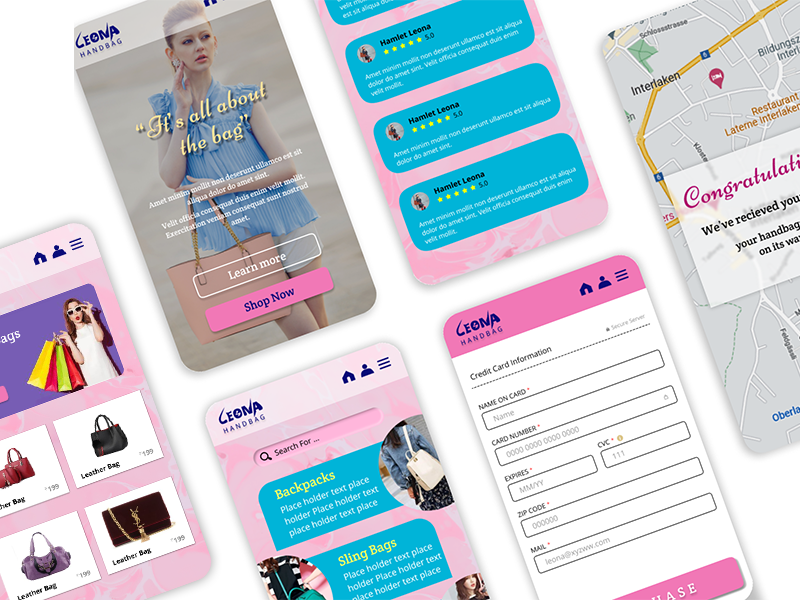 LEONA
HANDBAG
"It's all about
the bag"
Amet minim mollit non deserunt ullamco est sit
aliqua dolor do amet sint.
Velit officia consequat duis enim velit mollit.
Exercitation veniam consequat sunt nostrud
amet.
Learn more
Shop Now
Hamlet Leona
5.0
Amet minim mollit non deserunt ullamco est sit aliqua
dolor do amet sint. Velit officia consequat duis enim
velit mollit.
Hamlet Leona
5.0
Amet minim mollit non deserunt ullamco est sit aliqua
dolor do amet sint.
Hamlet Leona
5.0
Amet minim mollit non deserunt ullamco est sit aliqua
dolor do amet sint. Velit officia consequat duis enim
velit mollit.
Schlossstrasse
Interlaken
Restaurant
Laterne Interlaken
Congratulati
We've recieved you
your handbag
on its wa
Bags
Leather Bag
199
Leather Bag
199
Leather Bag
199
Leather Bag
199
LEONA
HANDBAG
Search For ...
Backpacks
Place holder text place
holder Place holder text
place holder text
Sling Bags
Place holder text place
holder Place holder text
place holder text
LEONA
HANDBAG
Secure Server
Credit Card Information
NAME ON CARD *
Name
CARD NUMBER *
0000 0000 0000 0000
EXPIRES *
MM/YY
CVC *
111
ZIP CODE *
000000
MAIL *
leona@xyzww.com
HASE